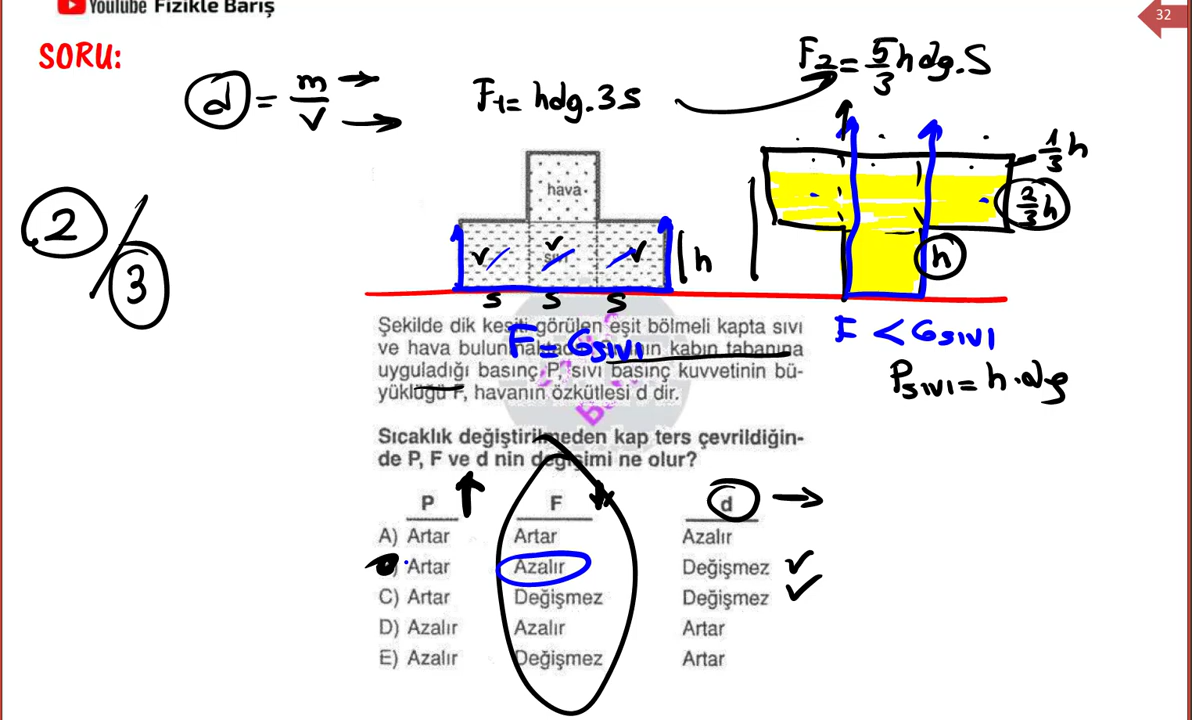 Youtube Fizikle Barış
32
SORU:
d = m/V
F₁= hdg.3s
F₂= 5/3 hdg.S
1/3 h
2/3 h
h
hava
sıvı
h
s s s
2/3
Şekilde dik kesiti görülen eşit bölmeli kapta sıvı
ve hava kabın tabanına
uyguladığı basınç P, sıvı basınç kuvvetinin bü-
yüklüğü F, havanın özkütlesi d dir.
F = Gsıvı
F < Gsıvı
Psıvı = h.dg
Sıcaklık değiştirilmeden kap ters çevrildiğin-
de P, F ve d nin değişimi ne olur?
P F d
A) Artar Artar Azalır
) Artar Azalır Değişmez
C) Artar Değişmez Değişmez
D) Azalır Azalır Artar
E) Azalır Değişmez Artar